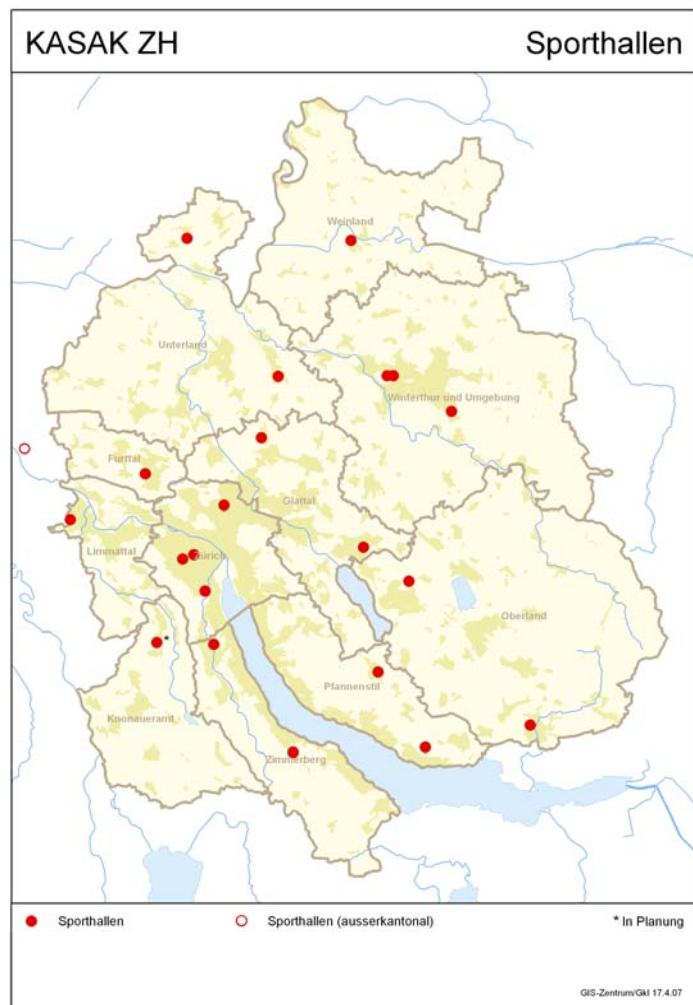 KASAK ZH Sporthallen
Weinland
Unterland
Winterthur und Umgebung
Furttal
Glattal
Limmattal
Zürich
Oberland
*
Pfannenstil
Knonaueramt
Zimmerberg
Sporthallen Sporthallen (ausserkantonal) * In Planung
GIS-Zentrum/Gkl 17.4.07